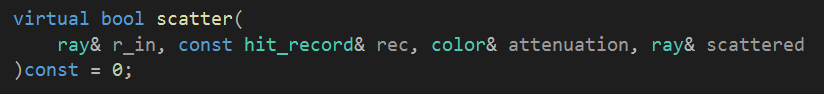 virtual bool scatter(
    ray& r_in, const hit_record& rec, color& attenuation, ray& scattered
)const = 0;